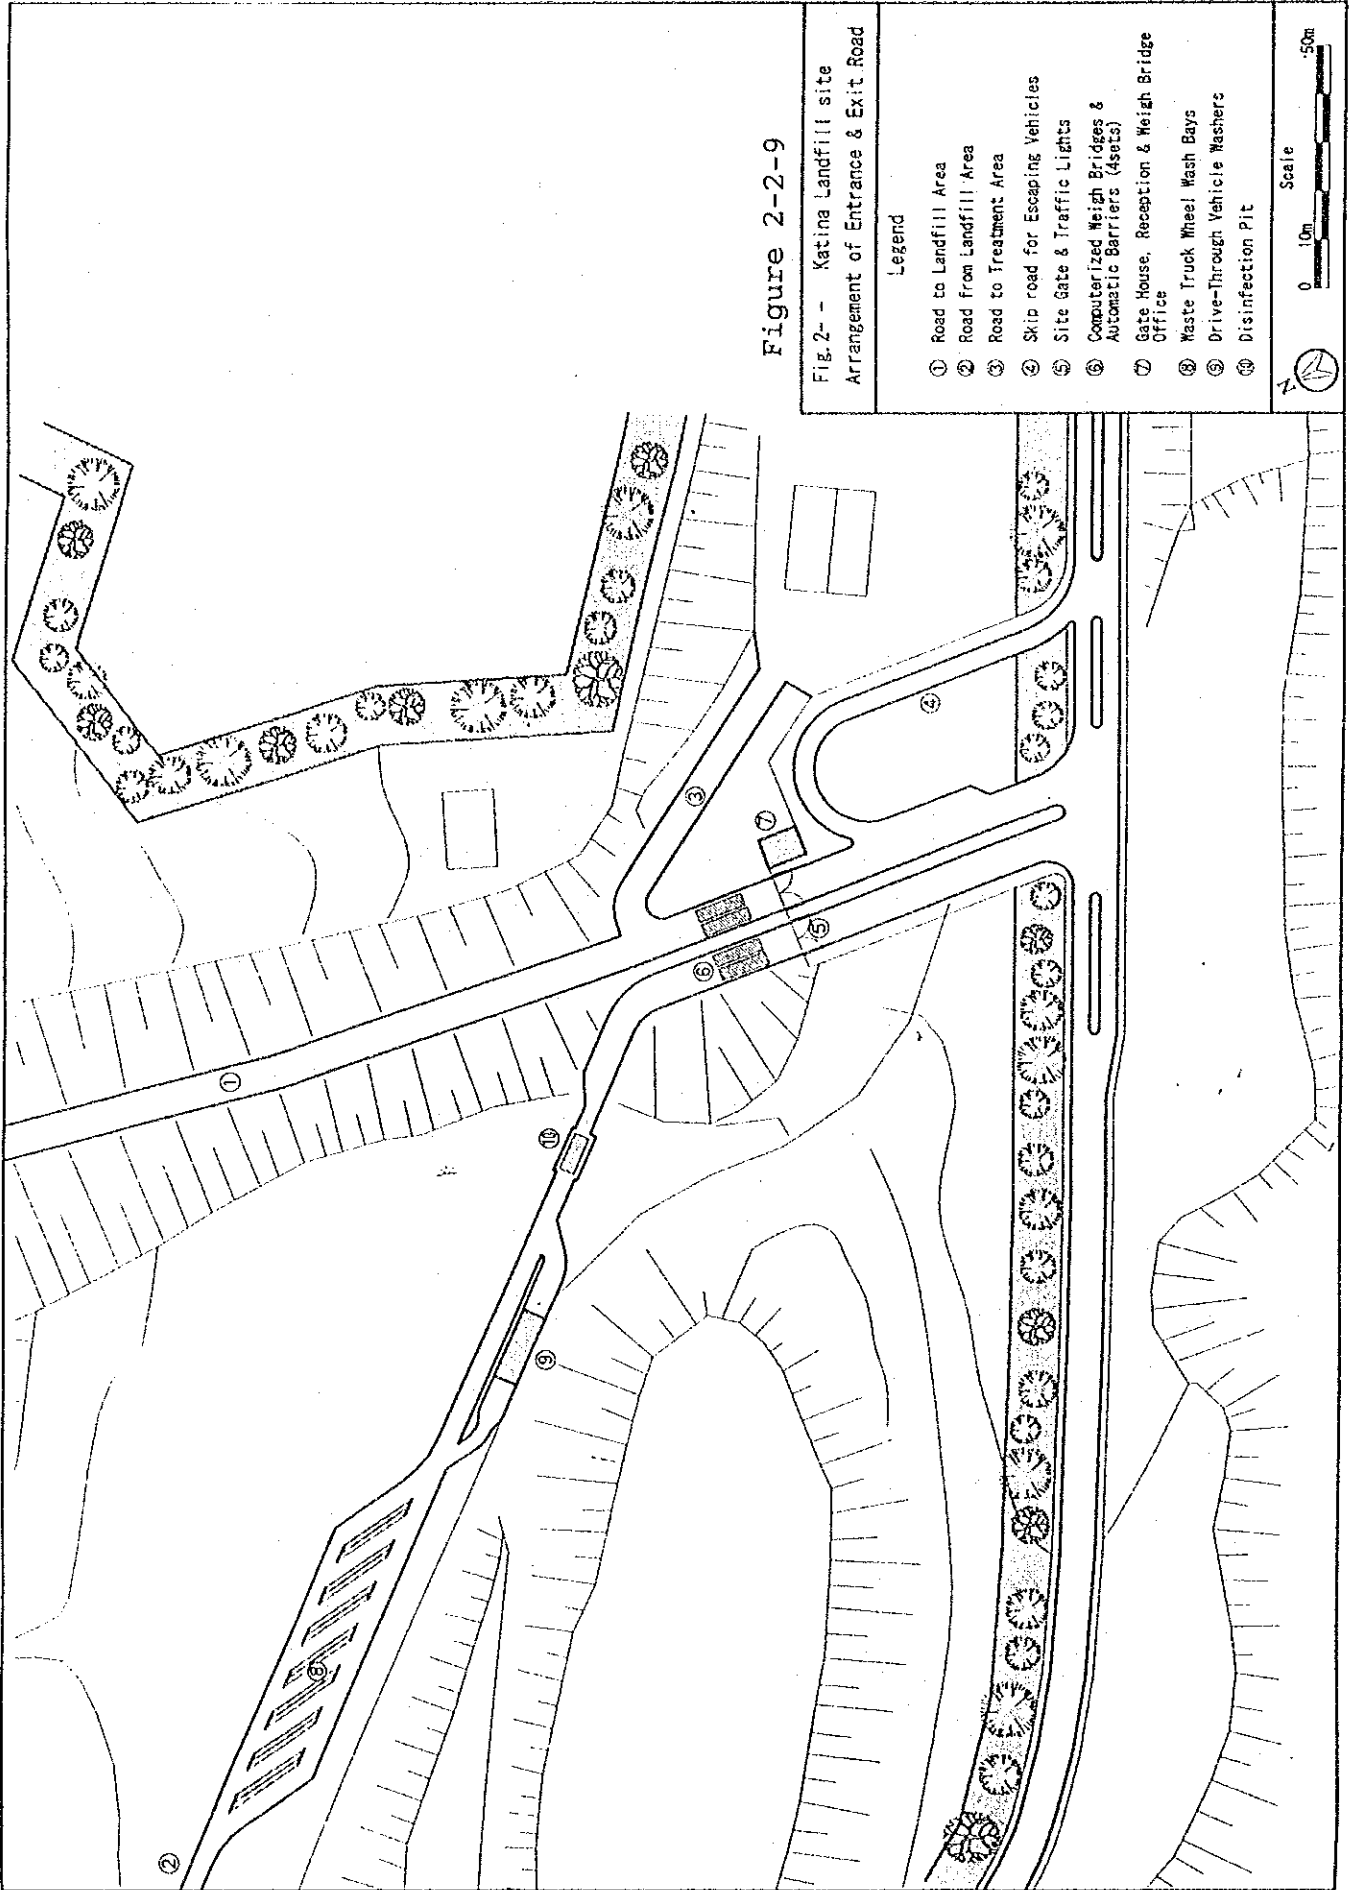 Figure 2-2-9
Fig.2- - Katina Landfill site
Arrangement of Entrance & Exit Road
Legend
① Road to Landfill Area
② Road from Landfill Area
③ Road to Treatment Area
④ Skip road for Escaping Vehicles
⑤ Site Gate & Traffic Lights
⑥ Computerized Weigh Bridges &
Automatic Barriers (4sets)
⑦ Gate House, Reception & Weigh Bridge
Office
⑧ Waste Truck Wheel Wash Bays
⑨ Drive-Through Vehicle Washers
⑩ Disinfection Pit
N
Scale
0 10m 50m
①
②
③
④
⑤
⑥
⑦
⑧
⑨
⑩